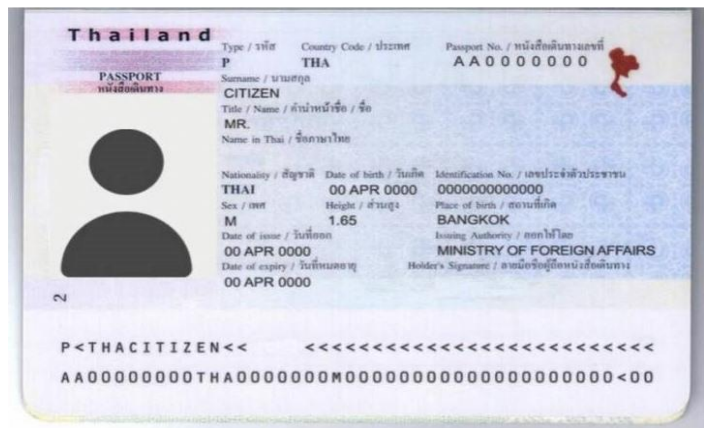 Thailand
PASSPORT
หนังสือเดินทาง
Type / รหัส Country Code / ประเทศ Passport No. / หนังสือเดินทางเลขที่
P THA AA0000000
Surname / นามสกุล
CITIZEN
Title / Name / คำนำหน้าชื่อ / ชื่อ
MR.
Name in Thai / ชื่อภาษาไทย
Nationality / สัญชาติ Date of birth / วันเกิด Identification No. / เลขประจำตัวประชาชน
THAI 00 APR 0000 0000000000000
Sex / เพศ Height / ส่วนสูง Place of birth / สถานที่เกิด
M 1.65 BANGKOK
Date of issue / วันที่ออก Issuing Authority / ออกให้โดย
00 APR 0000 MINISTRY OF FOREIGN AFFAIRS
Date of expiry / วันที่หมดอายุ Holder's Signature / ลายมือชื่อผู้ถือหนังสือเดินทาง
00 APR 0000
2
P<THACITIZEN<< <<<<<<<<<<<<<<<<<<<<<<<<<<
AA00000000THA0000000M00000000000000000000<00